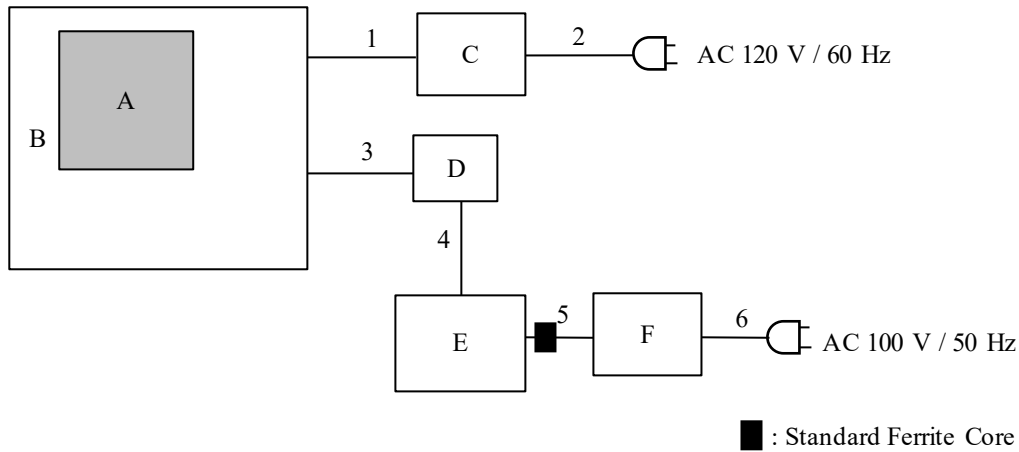 1
C
2
AC 120 V / 60 Hz
A
B
3
D
4
5
E
F
6
AC 100 V / 50 Hz
: Standard Ferrite Core